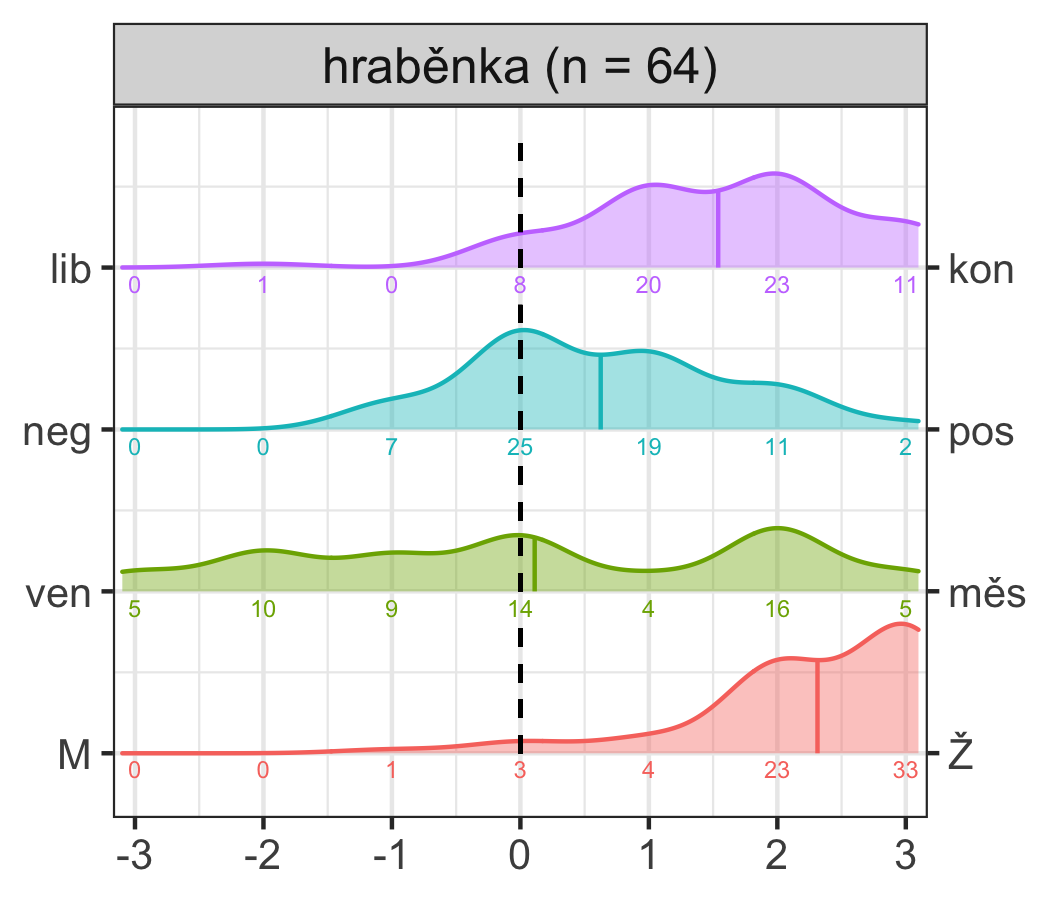 hraběnka (n = 64)
lib kon
0 1 0 8 20 23 11
neg pos
0 0 7 25 19 11 2
ven měs
5 10 9 14 4 16 5
M Ž
0 0 1 3 4 23 33
-3 -2 -1 0 1 2 3